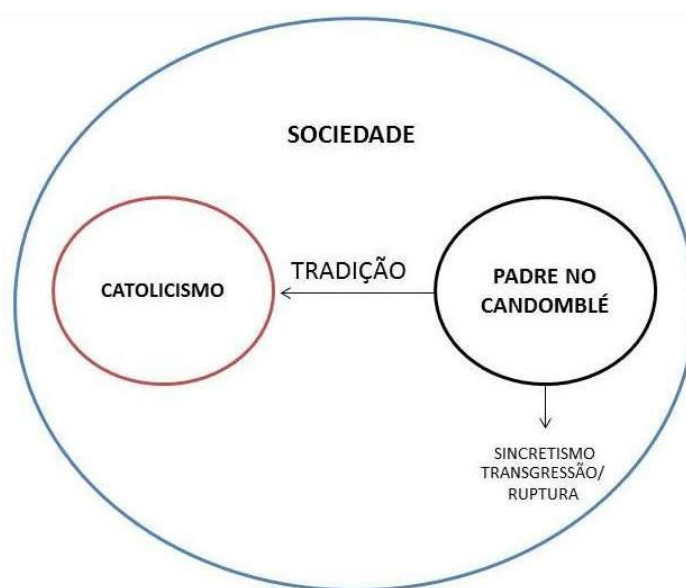 SOCIEDADE
CATOLICISMO
TRADIÇÃO
PADRE NO
CANDOMBLÉ
SINCRETISMO
TRANSGRESSÃO/
RUPTURA